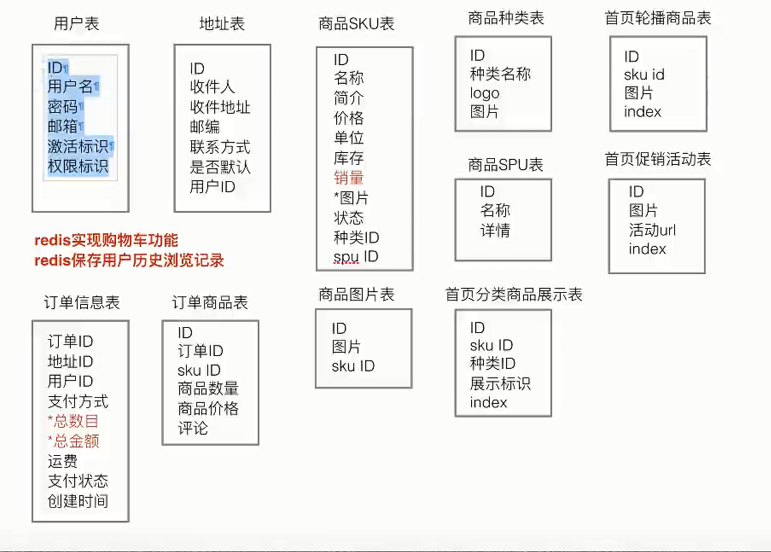 用户表
ID
用户名
密码
邮箱
激活标识
权限标识
地址表
ID
收件人
收件地址
邮编
联系方式
是否默认
用户ID
商品SKU表
ID
名称
简介
价格
单位
库存
销量
*图片
状态
种类ID
spu ID
商品种类表
ID
种类名称
logo
图片
首页轮播商品表
ID
sku id
图片
index
商品SPU表
ID
名称
详情
首页促销活动表
ID
图片
活动url
index
redis实现购物车功能
redis保存用户历史浏览记录
订单信息表
订单ID
地址ID
用户ID
支付方式
*总数目
*总金额
运费
支付状态
创建时间
订单商品表
ID
订单ID
sku ID
商品数量
商品价格
评论
商品图片表
ID
图片
sku ID
首页分类商品展示表
ID
sku ID
种类ID
展示标识
index